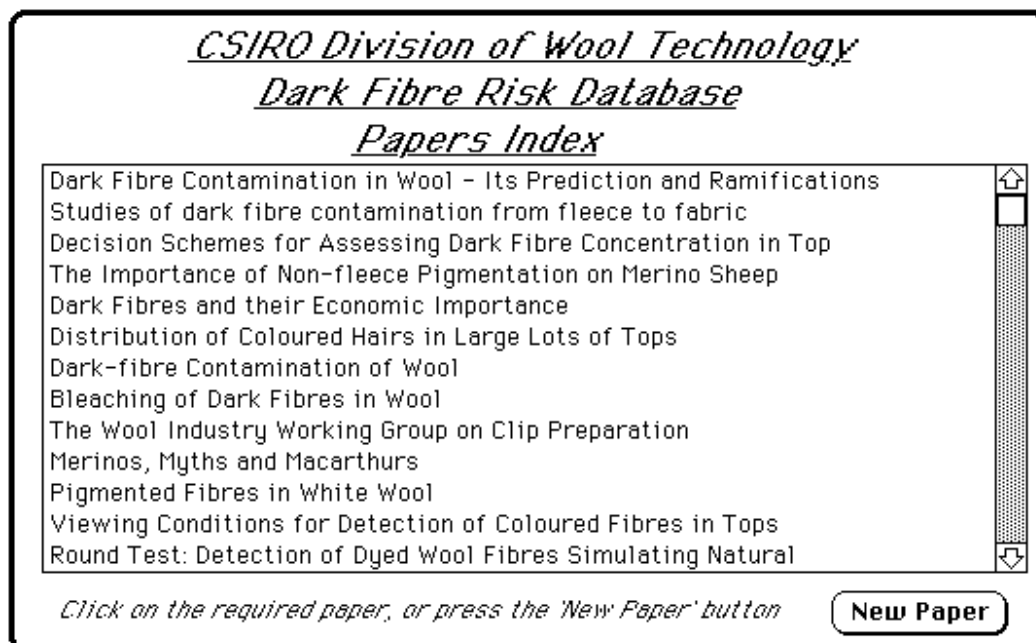 CSIRO Division of Wool Technology
Dark Fibre Risk Database
Papers Index
Dark Fibre Contamination in Wool - Its Prediction and Ramifications
Studies of dark fibre contamination from fleece to fabric
Decision Schemes for Assessing Dark Fibre Concentration in Top
The Importance of Non-fleece Pigmentation on Merino Sheep
Dark Fibres and their Economic Importance
Distribution of Coloured Hairs in Large Lots of Tops
Dark-fibre Contamination of Wool
Bleaching of Dark Fibres in Wool
The Wool Industry Working Group on Clip Preparation
Merinos, Myths and Macarthurs
Pigmented Fibres in White Wool
Viewing Conditions for Detection of Coloured Fibres in Tops
Round Test: Detection of Dyed Wool Fibres Simulating Natural
Click on the required paper, or press the 'New Paper' button
New Paper